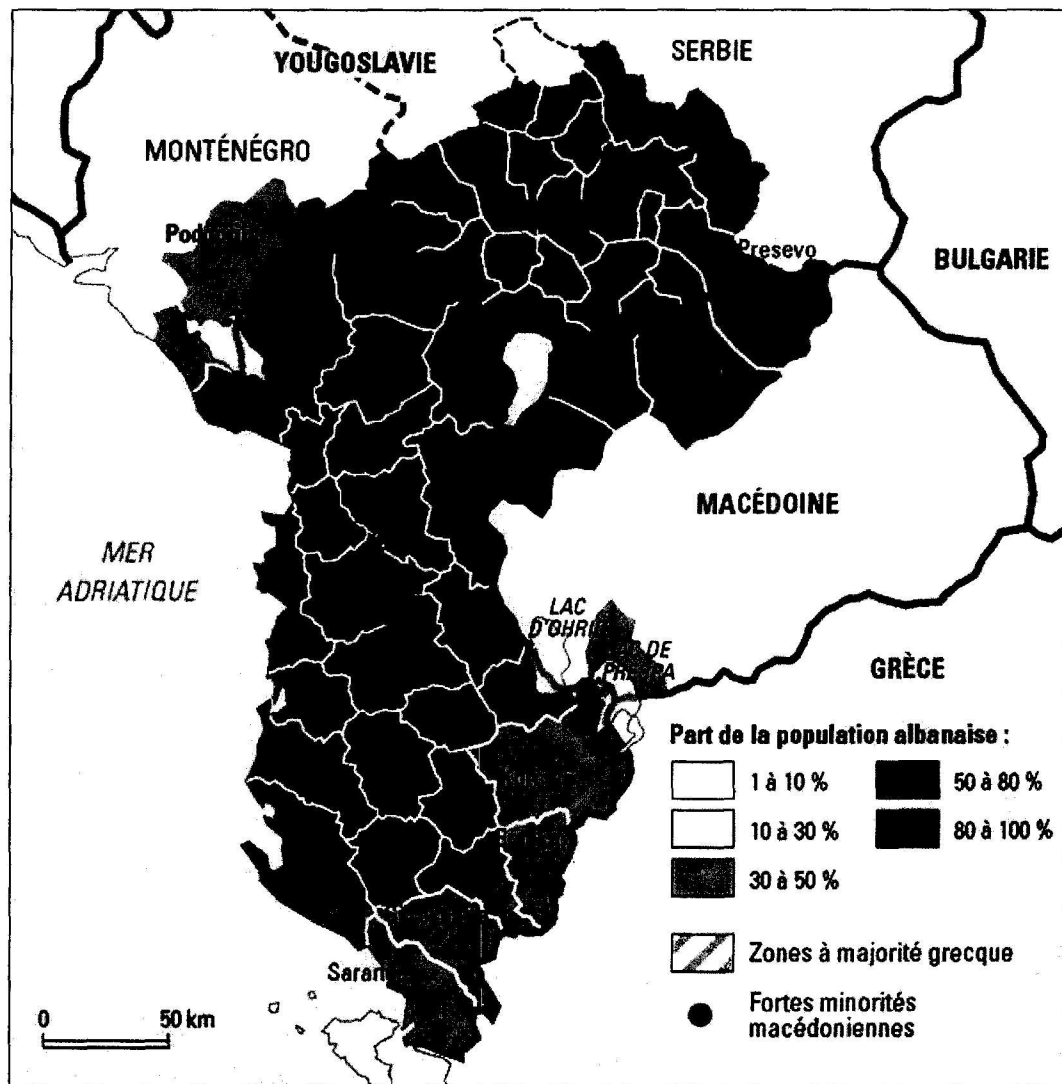 YOUGOSLAVIE
SERBIE
MONTÉNÉGRO
Presevo
BULGARIE
MACÉDOINE
MER
ADRIATIQUE
LAC
DE
GRÈCE
Part de la population albanaise :
1 à 10 %
50 à 80 %
10 à 30 %
80 à 100 %
30 à 50 %
Zones à majorité grecque
Fortes minorités
macédoniennes
0 50 km